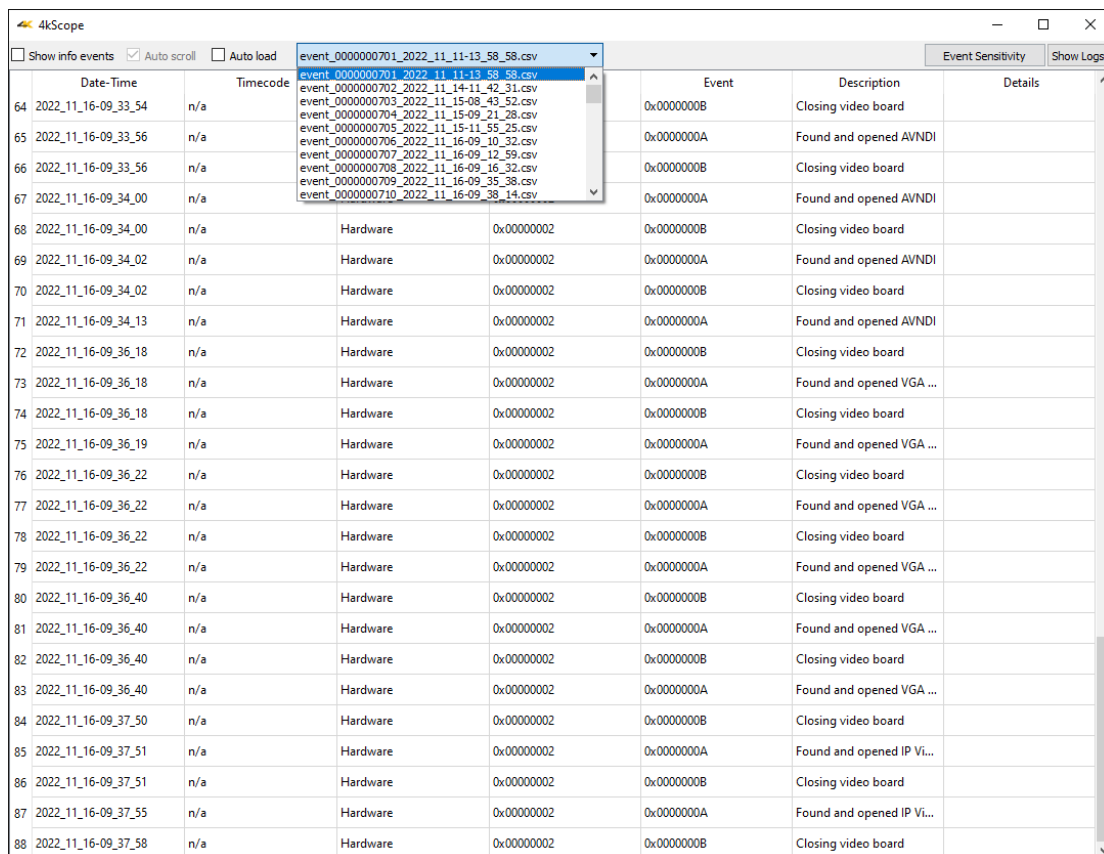 4kScope
Show info events Auto scroll Auto load event_0000000701_2022_11_11-13_58_58.csv Event Sensitivity Show Logs
event_0000000701_2022_11_11-13_58_58.csv
event_0000000702_2022_11_14-11_42_31.csv
event_0000000703_2022_11_15-08_43_52.csv
event_0000000704_2022_11_15-09_21_28.csv
event_0000000705_2022_11_15-11_55_25.csv
event_0000000706_2022_11_16-09_10_32.csv
event_0000000707_2022_11_16-09_12_59.csv
event_0000000708_2022_11_16-09_16_32.csv
event_0000000709_2022_11_16-09_35_38.csv
event_0000000710_2022_11_16-09_38_14.csv
Date-Time Timecode Event Description Details
64 2022_11_16-09_33_54 n/a 0x0000000B Closing video board
65 2022_11_16-09_33_56 n/a 0x0000000A Found and opened AVNDI
66 2022_11_16-09_33_56 n/a 0x0000000B Closing video board
67 2022_11_16-09_34_00 n/a 0x0000000A Found and opened AVNDI
68 2022_11_16-09_34_00 n/a Hardware 0x00000002 0x0000000B Closing video board
69 2022_11_16-09_34_02 n/a Hardware 0x00000002 0x0000000A Found and opened AVNDI
70 2022_11_16-09_34_02 n/a Hardware 0x00000002 0x0000000B Closing video board
71 2022_11_16-09_34_13 n/a Hardware 0x00000002 0x0000000A Found and opened AVNDI
72 2022_11_16-09_36_18 n/a Hardware 0x00000002 0x0000000B Closing video board
73 2022_11_16-09_36_18 n/a Hardware 0x00000002 0x0000000A Found and opened VGA ...
74 2022_11_16-09_36_18 n/a Hardware 0x00000002 0x0000000B Closing video board
75 2022_11_16-09_36_19 n/a Hardware 0x00000002 0x0000000A Found and opened VGA ...
76 2022_11_16-09_36_22 n/a Hardware 0x00000002 0x0000000B Closing video board
77 2022_11_16-09_36_22 n/a Hardware 0x00000002 0x0000000A Found and opened VGA ...
78 2022_11_16-09_36_22 n/a Hardware 0x00000002 0x0000000B Closing video board
79 2022_11_16-09_36_22 n/a Hardware 0x00000002 0x0000000A Found and opened VGA ...
80 2022_11_16-09_36_40 n/a Hardware 0x00000002 0x0000000B Closing video board
81 2022_11_16-09_36_40 n/a Hardware 0x00000002 0x0000000A Found and opened VGA ...
82 2022_11_16-09_36_40 n/a Hardware 0x00000002 0x0000000B Closing video board
83 2022_11_16-09_36_40 n/a Hardware 0x00000002 0x0000000A Found and opened VGA ...
84 2022_11_16-09_37_50 n/a Hardware 0x00000002 0x0000000B Closing video board
85 2022_11_16-09_37_51 n/a Hardware 0x00000002 0x0000000A Found and opened IP Vi...
86 2022_11_16-09_37_51 n/a Hardware 0x00000002 0x0000000B Closing video board
87 2022_11_16-09_37_55 n/a Hardware 0x00000002 0x0000000A Found and opened IP Vi...
88 2022_11_16-09_37_58 n/a Hardware 0x00000002 0x0000000B Closing video board